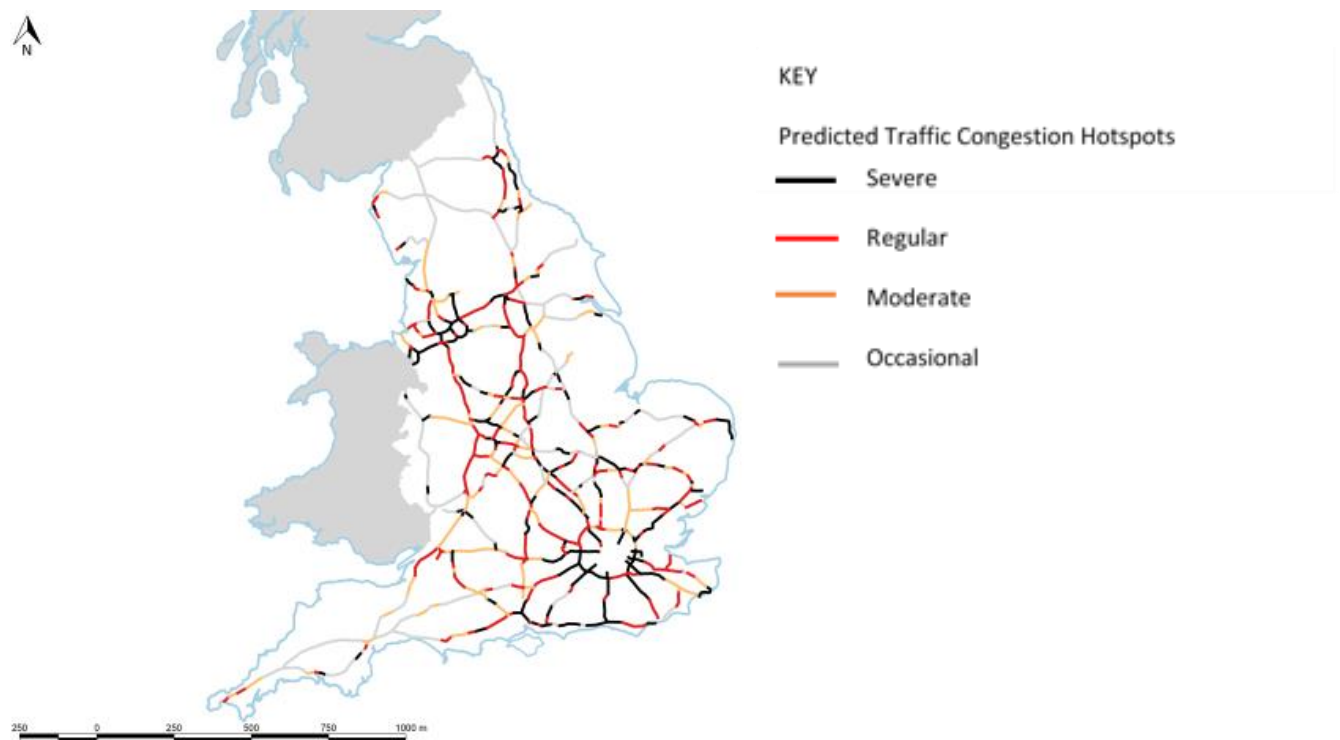 N
KEY
Predicted Traffic Congestion Hotspots
Severe
Regular
Moderate
Occasional
250 0 250 500 750 1000 m